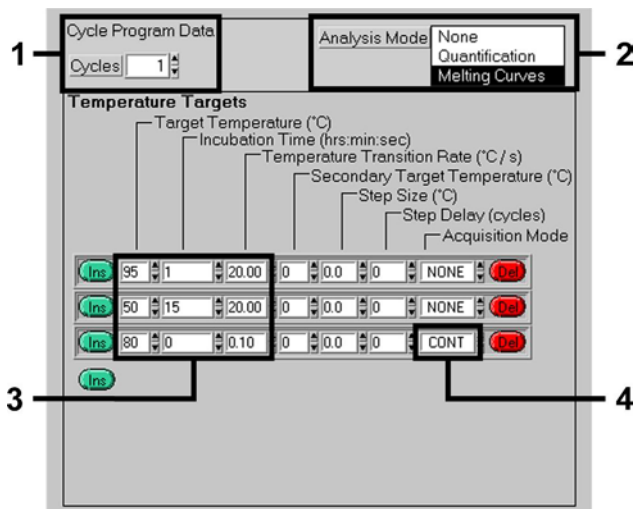 Cycle Program Data
Cycles 1
1
Analysis Mode None
Quantification
Melting Curves
2
Temperature Targets
Target Temperature (°C)
Incubation Time (hrs:min:sec)
Temperature Transition Rate (°C / s)
Secondary Target Temperature (°C)
Step Size (°C)
Step Delay (cycles)
Acquisition Mode
Ins 95 1 20.00 0 0.0 0 NONE Del
Ins 50 15 20.00 0 0.0 0 NONE Del
Ins 80 0 0.10 0 0.0 0 CONT Del
Ins
3
4